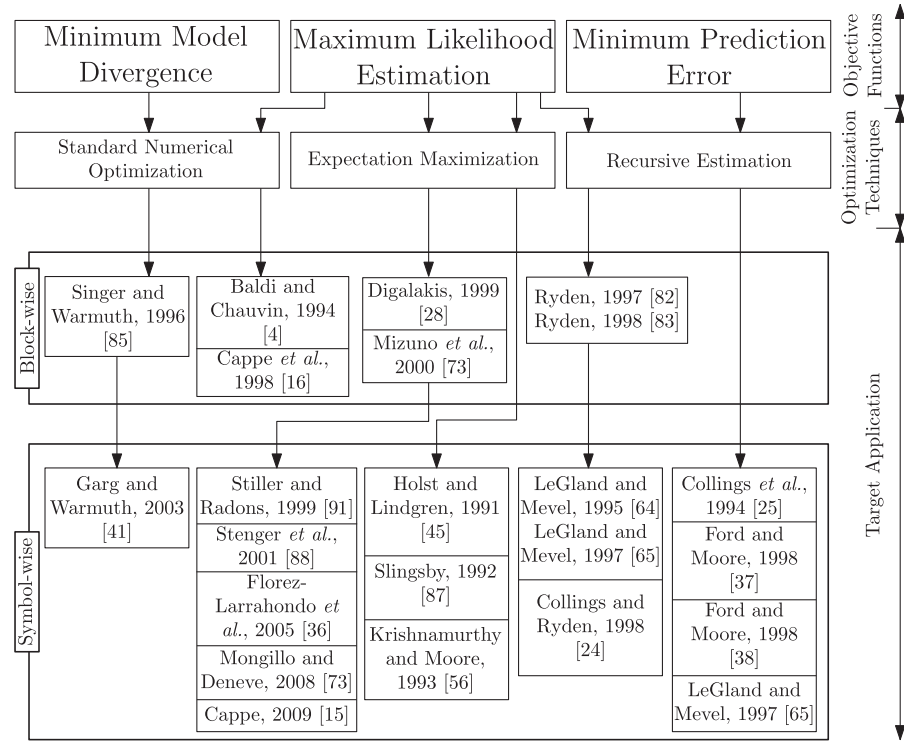 Minimum Model
Divergence
Maximum Likelihood
Estimation
Minimum Prediction
Error
Objective
Functions
Standard Numerical
Optimization
Expectation Maximization
Recursive Estimation
Optimization
Techniques
Block-wise
Singer and
Warmuth, 1996
[85]
Baldi and
Chauvin, 1994
[4]
Cappe et al.,
1998 [16]
Digalakis, 1999
[28]
Mizuno et al.,
2000 [73]
Ryden, 1997 [82]
Ryden, 1998 [83]
Target Application
Symbol-wise
Garg and
Warmuth, 2003
[41]
Stiller and
Radons, 1999 [91]
Stenger et al.,
2001 [88]
Florez-
Larrahondo et
al., 2005 [36]
Mongillo and
Deneve, 2008 [73]
Cappe, 2009 [15]
Holst and
Lindgren, 1991
[45]
Slingsby, 1992
[87]
Krishnamurthy
and Moore,
1993 [56]
LeGland and
Mevel, 1995 [64]
LeGland and
Mevel, 1997 [65]
Collings and
Ryden, 1998
[24]
Collings et al.,
1994 [25]
Ford and
Moore, 1998
[37]
Ford and
Moore, 1998
[38]
LeGland and
Mevel, 1997 [65]